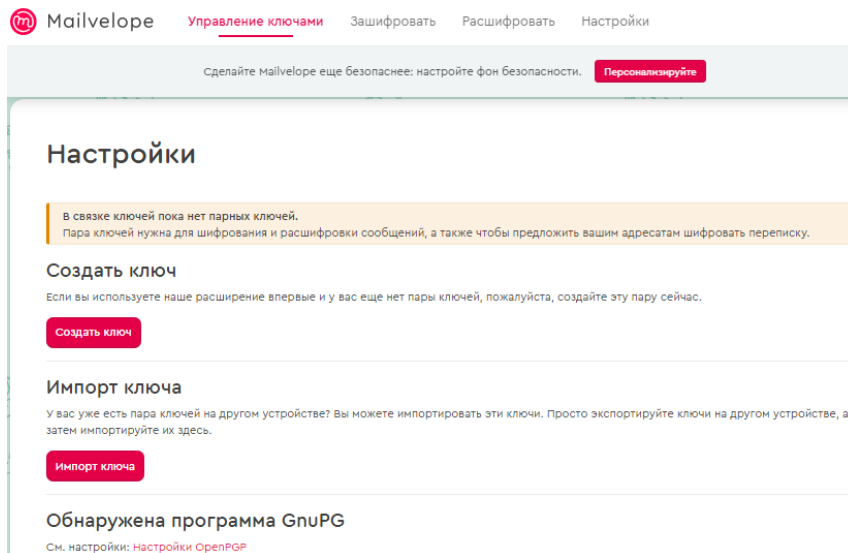 Mailvelope
Управление ключами Зашифровать Расшифровать Настройки
Сделайте Mailvelope еще безопаснее: настройте фон безопасности. Персонализируйте
Настройки
В связке ключей пока нет парных ключей.
Пара ключей нужна для шифрования и расшифровки сообщений, а также чтобы предложить вашим адресатам шифровать переписку.
Создать ключ
Если вы используете наше расширение впервые и у вас еще нет пары ключей, пожалуйста, создайте эту пару сейчас.
Создать ключ
Импорт ключа
У вас уже есть пара ключей на другом устройстве? Вы можете импортировать эти ключи. Просто экспортируйте ключи на другом устройстве, а
затем импортируйте их здесь.
Импорт ключа
Обнаружена программа GnuPG
См. настройки: Настройки OpenPGP